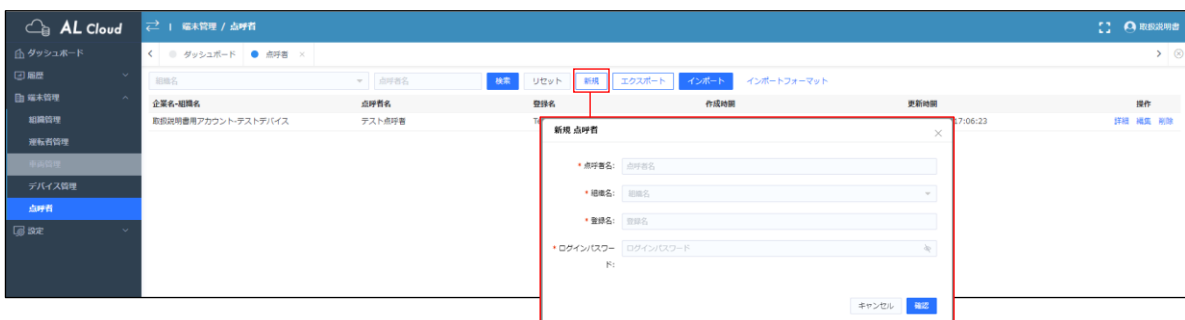 AL Cloud
端末管理 / 点呼者
取扱説明書
ダッシュボード
履歴
端末管理
組織管理
運転者管理
車両管理
デバイス管理
点呼者
設定
ダッシュボード 点呼者 ×
組織名 点呼者名 検索 リセット 新規 エクスポート インポート インポートフォーマット
企業名-組織名 点呼者名 登録名 作成時間 更新時間 操作
取扱説明書用アカウント-テストデバイス テスト点呼者 17:06:23 詳細 編集 削除
新規 点呼者
* 点呼者名: 点呼者名
* 組織名: 組織名
* 登録名: 登録名
* ログインパスワー ログインパスワード
ド:
キャンセル 確認